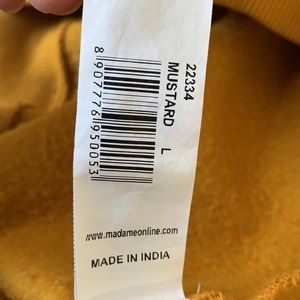 22334
MUSTARD L
8907776950053
www.madameonline.com
MADE IN INDIA